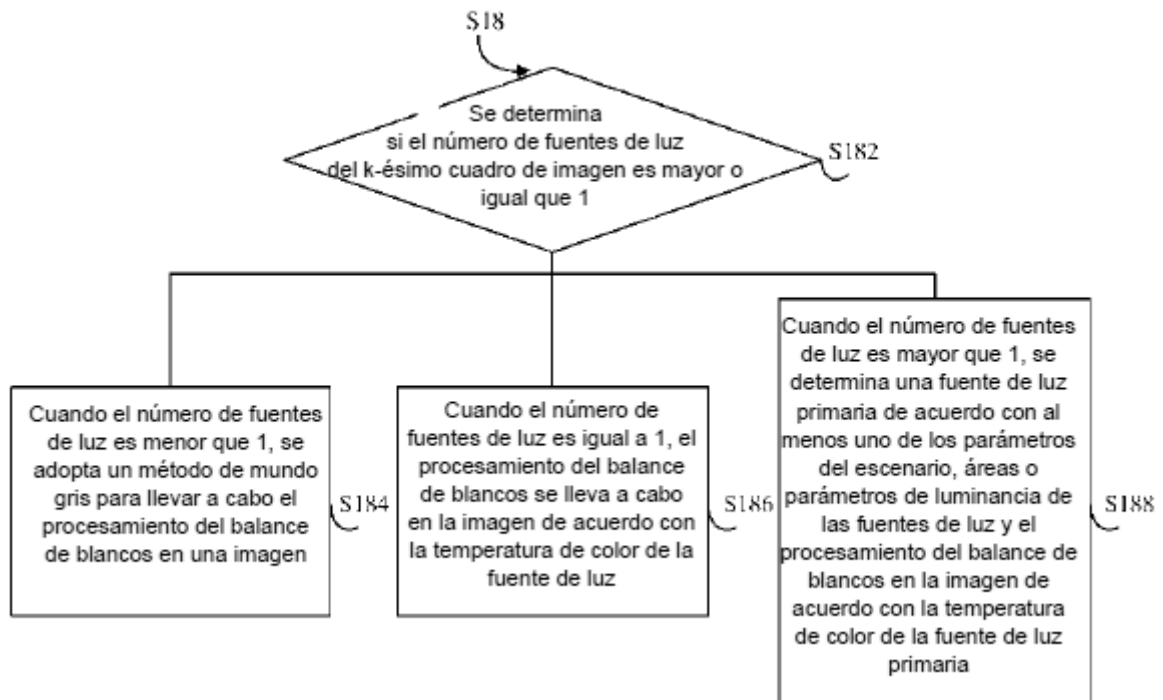 S18
Se determina
si el número de fuentes de luz
del k-ésimo cuadro de imagen es mayor o
igual que 1
S182
Cuando el número de fuentes
de luz es menor que 1, se
adopta un método de mundo
gris para llevar a cabo el
procesamiento del balance
de blancos en una imagen
S184
Cuando el número de
fuentes de luz es igual a 1, el
procesamiento del balance
de blancos se lleva a cabo
en la imagen de acuerdo con
la temperatura de color de la
fuente de luz
S186
Cuando el número de fuentes
de luz es mayor que 1, se
determina una fuente de luz
primaria de acuerdo con al
menos uno de los parámetros
del escenario, áreas o
parámetros de luminancia de
las fuentes de luz y el
procesamiento del balance de
blancos en la imagen de
acuerdo con la temperatura
de color de la fuente de luz
primaria
S188